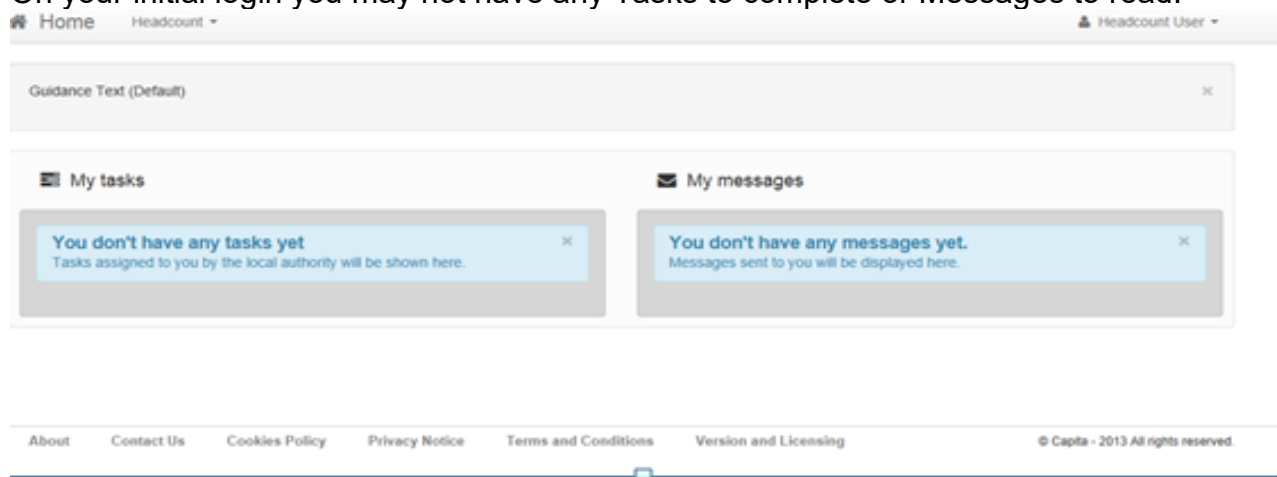 On your initial login you may not have any Tasks to complete or Messages to read.
Home Headcount Headcount User
Guidance Text (Default)
My tasks
You don't have any tasks yet
Tasks assigned to you by the local authority will be shown here.
My messages
You don't have any messages yet.
Messages sent to you will be displayed here.
About Contact Us Cookies Policy Privacy Notice Terms and Conditions Version and Licensing © Capita - 2013 All rights reserved.